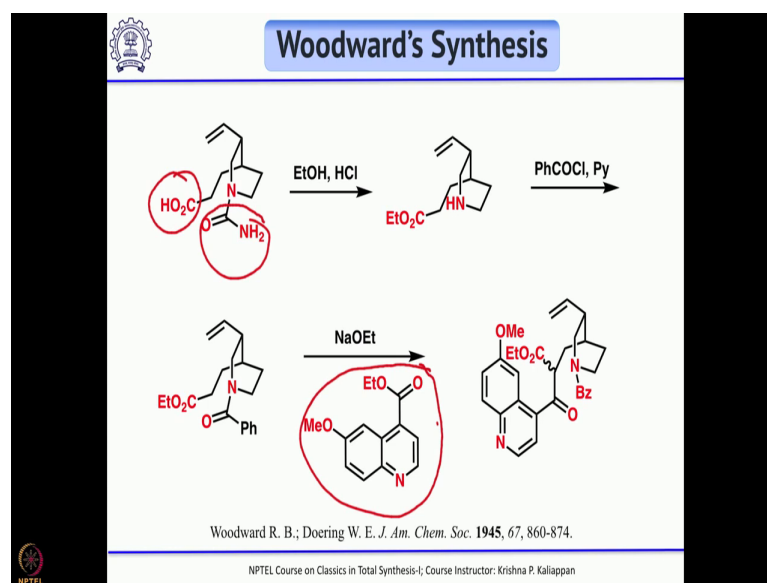 Woodward's Synthesis
EtOH, HCl
PhCOCl, Py
HO₂C
N
O
NH₂
EtO₂C
HN
NaOEt
EtO₂C
N
O
Ph
EtO
O
MeO
N
OMe
EtO₂C
N
Bz
O
N
Woodward R. B.; Doering W. E. J. Am. Chem. Soc. 1945, 67, 860-874.
NPTEL Course on Classics in Total Synthesis-I; Course Instructor: Krishna P. Kaliappan
NPTEL